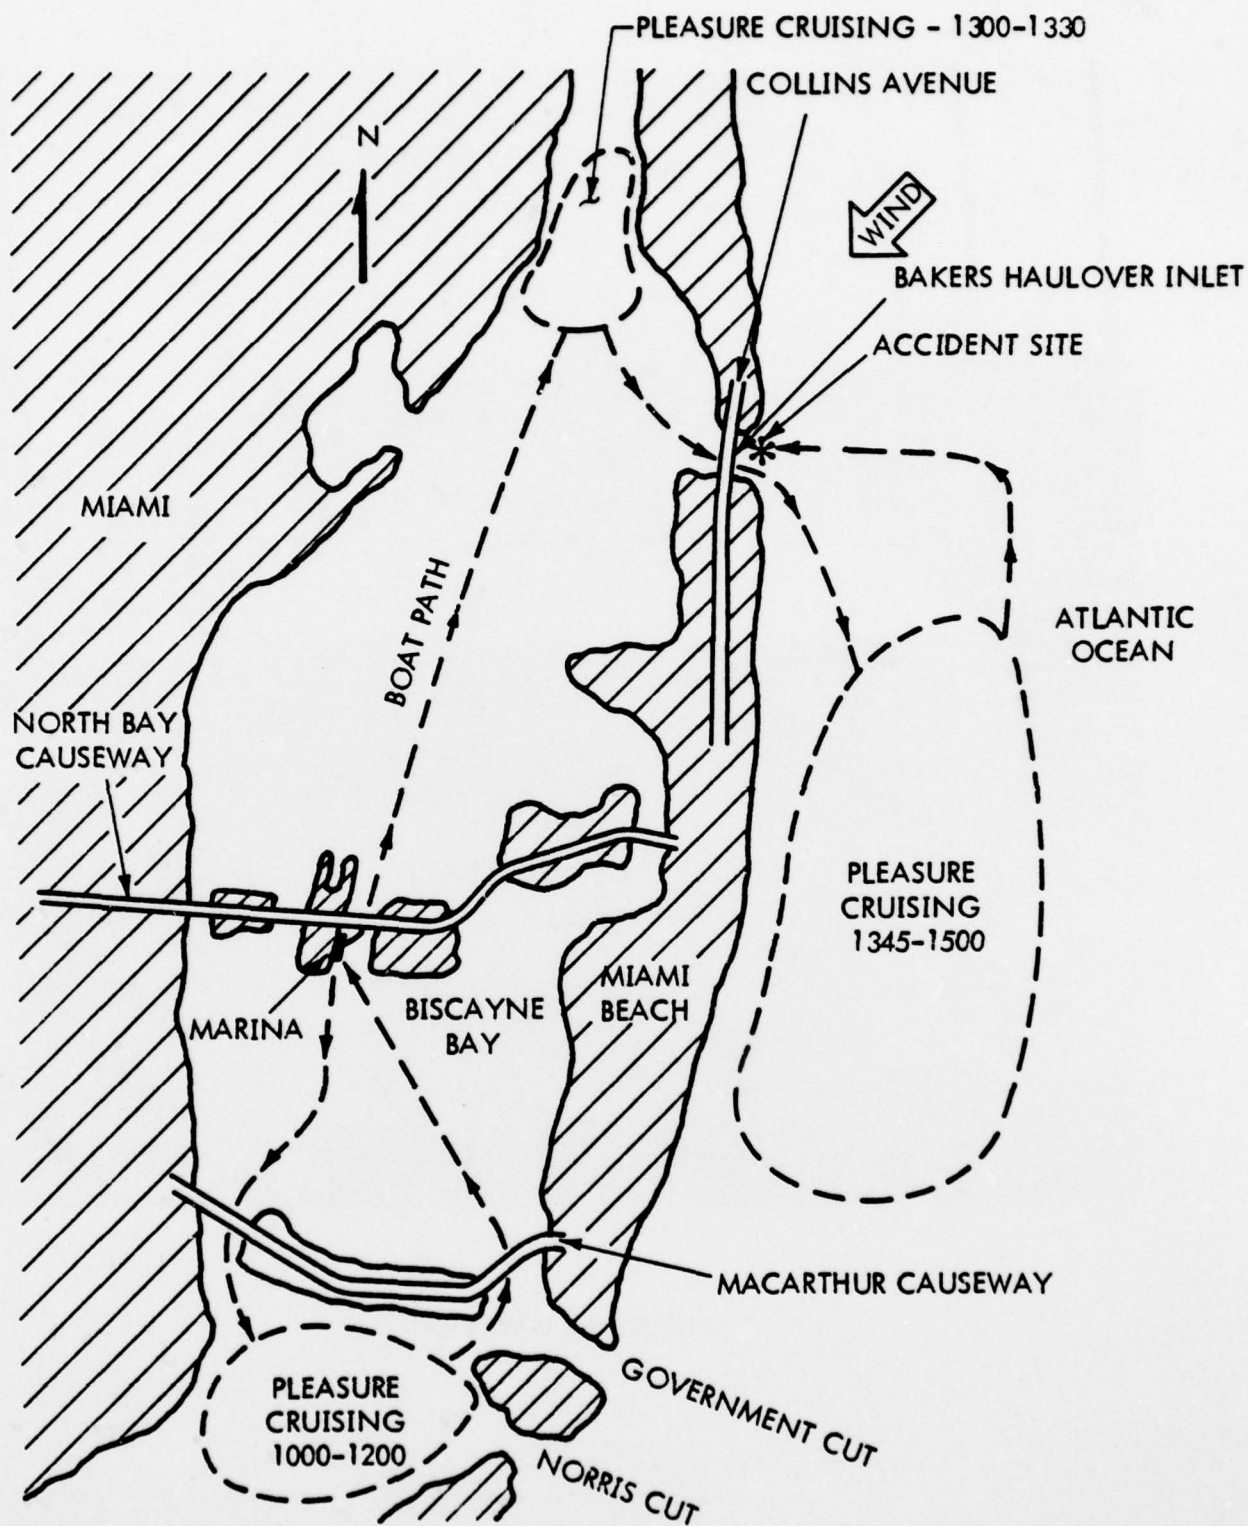 PLEASURE CRUISING - 1300-1330
COLLINS AVENUE
N
WIND
BAKERS HAULOVER INLET
ACCIDENT SITE
MIAMI
BOAT PATH
ATLANTIC
OCEAN
NORTH BAY
CAUSEWAY
PLEASURE
CRUISING
1345-1500
MIAMI
BEACH
BISCAYNE
BAY
MARINA
MACARTHUR CAUSEWAY
PLEASURE
CRUISING
1000-1200
GOVERNMENT CUT
NORRIS CUT